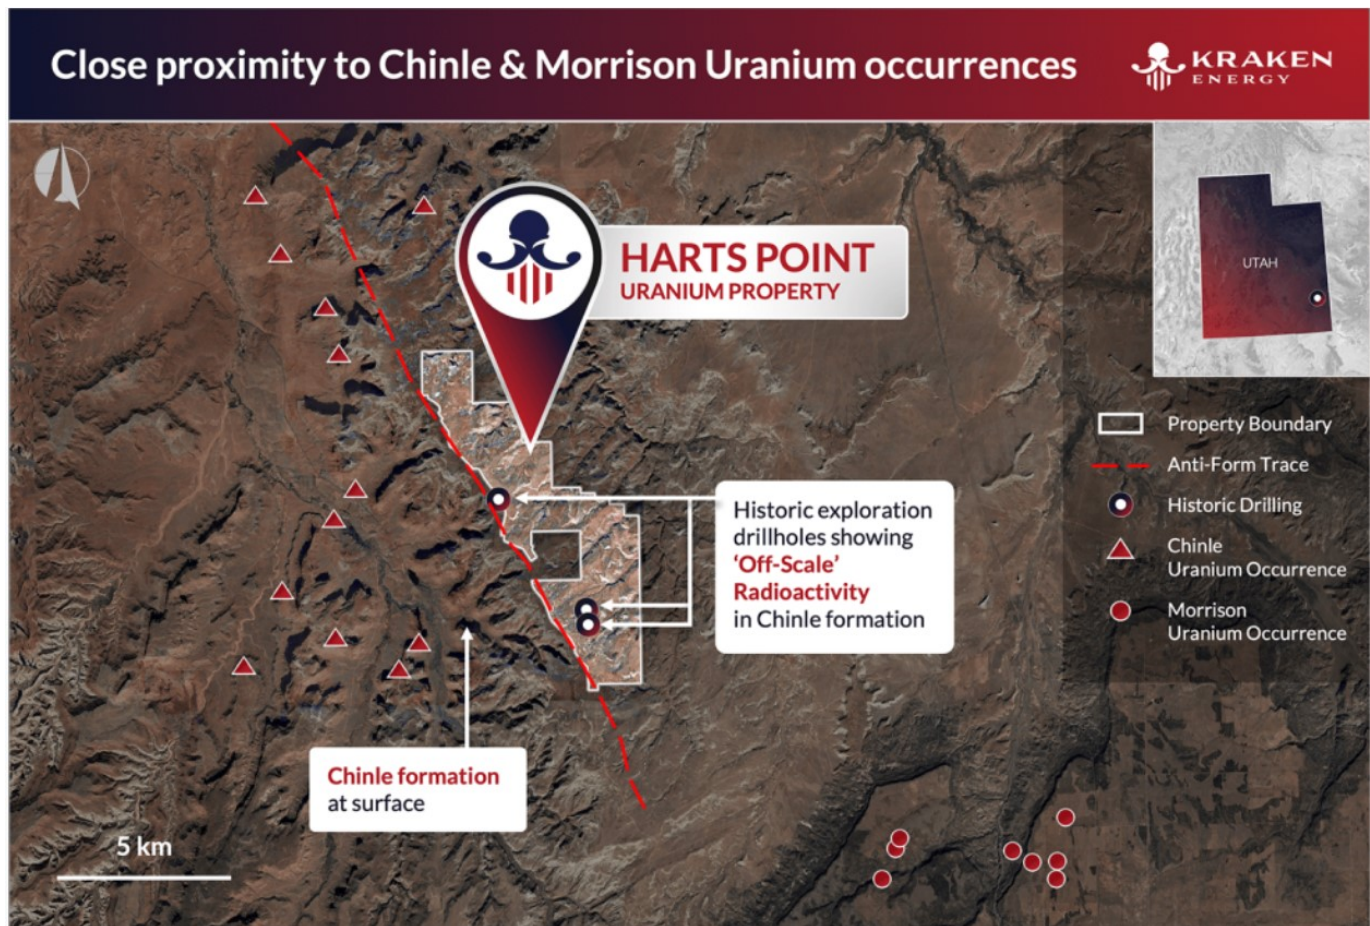 Close proximity to Chinle & Morrison Uranium occurrences
KRAKEN
ENERGY
HARTS POINT
URANIUM PROPERTY
UTAH
Property Boundary
Anti-Form Trace
Historic Drilling
Chinle
Uranium Occurrence
Morrison
Uranium Occurrence
Historic exploration
drillholes showing
‘Off-Scale’
Radioactivity
in Chinle formation
Chinle formation
at surface
5 km